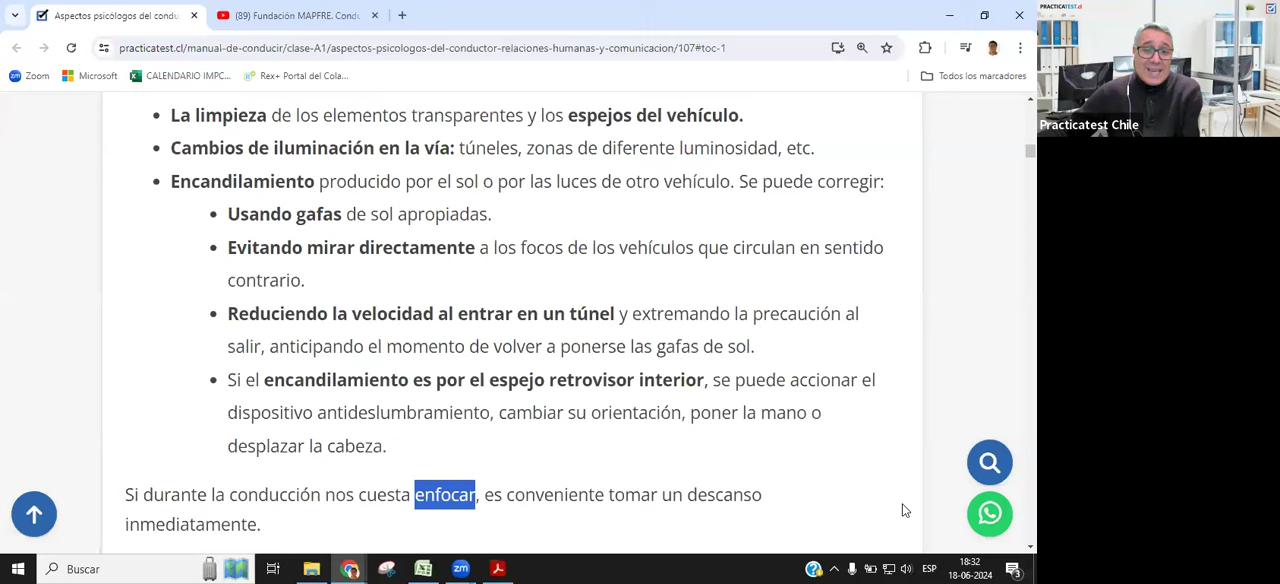 Aspectos psicólogos del condu
(89) Fundación MAPFRE.
practicatest.cl/manual-de-conducir/clase-A1/aspectos-psicologos-del-conductor-relaciones-humanas-y-comunicacion/107#toc-1
Zoom
Microsoft
CALENDARIO IMPC...
Rex+ Portal del Cola...
Todos los marcadores
PRACTICATEST.cl
Practicatest Chile
La limpieza de los elementos transparentes y los espejos del vehículo.
Cambios de iluminación en la vía: túneles, zonas de diferente luminosidad, etc.
Encandilamiento producido por el sol o por las luces de otro vehículo. Se puede corregir:
Usando gafas de sol apropiadas.
Evitando mirar directamente a los focos de los vehículos que circulan en sentido
contrario.
Reduciendo la velocidad al entrar en un túnel y extremando la precaución al
salir, anticipando el momento de volver a ponerse las gafas de sol.
Si el encandilamiento es por el espejo retrovisor interior, se puede accionar el
dispositivo antideslumbramiento, cambiar su orientación, poner la mano o
desplazar la cabeza.
Si durante la conducción nos cuesta enfocar, es conveniente tomar un descanso
inmediatamente.
Buscar
ESP
18:32
18-06-2024
3